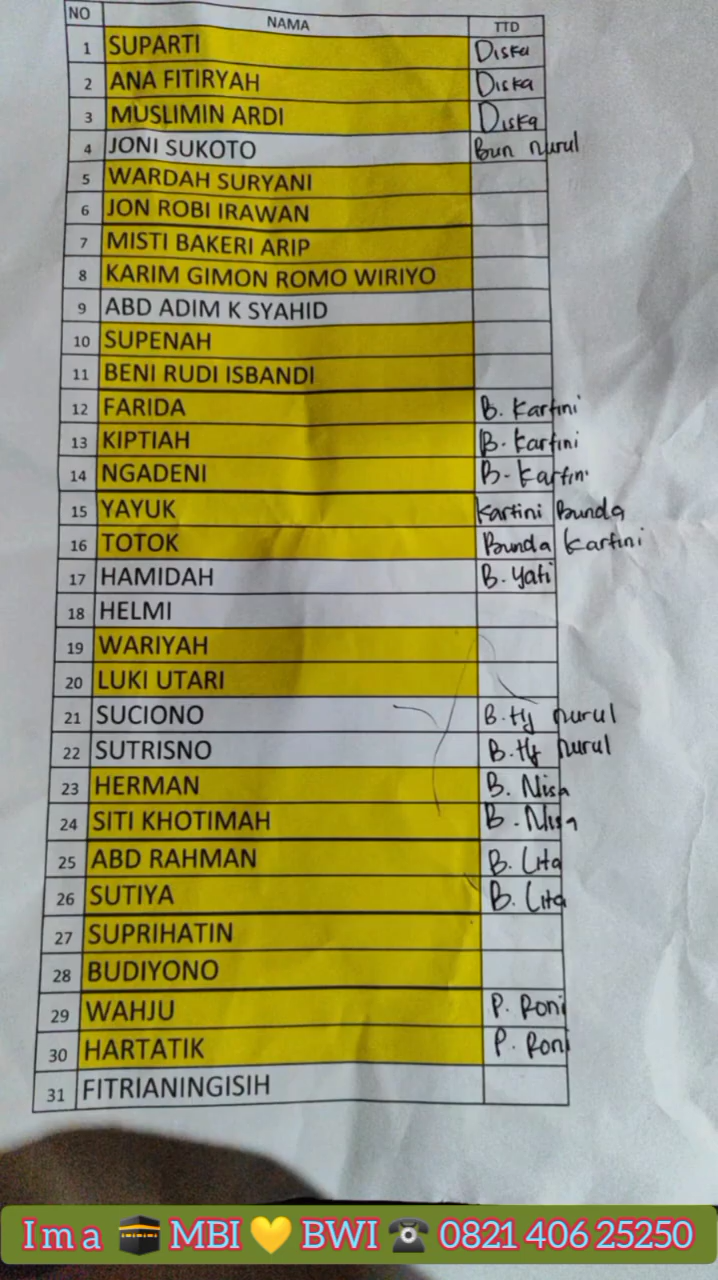 NO NAMA TTD
1 SUPARTI Diska
2 ANA FITIRYAH Diska
3 MUSLIMIN ARDI Diska
4 JONI SUKOTO Bun Nurul
5 WARDAH SURYANI
6 JON ROBI IRAWAN
7 MISTI BAKERI ARIP
8 KARIM GIMON ROMO WIRIYO
9 ABD ADIM K SYAHID
10 SUPENAH
11 BENI RUDI ISBANDI
12 FARIDA B. Kartini
13 KIPTIAH B. Kartini
14 NGADENI B. Kartini
15 YAYUK Kartini Bunda
16 TOTOK Bunda Kartini
17 HAMIDAH B. Yati
18 HELMI
19 WARIYAH
20 LUKI UTARI
21 SUCIONO B. Hj Nurul
22 SUTRISNO B. Hj Nurul
23 HERMAN B. Nisa
24 SITI KHOTIMAH B. Nisa
25 ABD RAHMAN B. Lita
26 SUTIYA B. Lita
27 SUPRIHATIN
28 BUDIYONO
29 WAHJU P. Roni
30 HARTATIK P. Roni
31 FITRIANINGISIH
Ima 🕋 MBI 💛 BWI ☎ 0821 406 25250